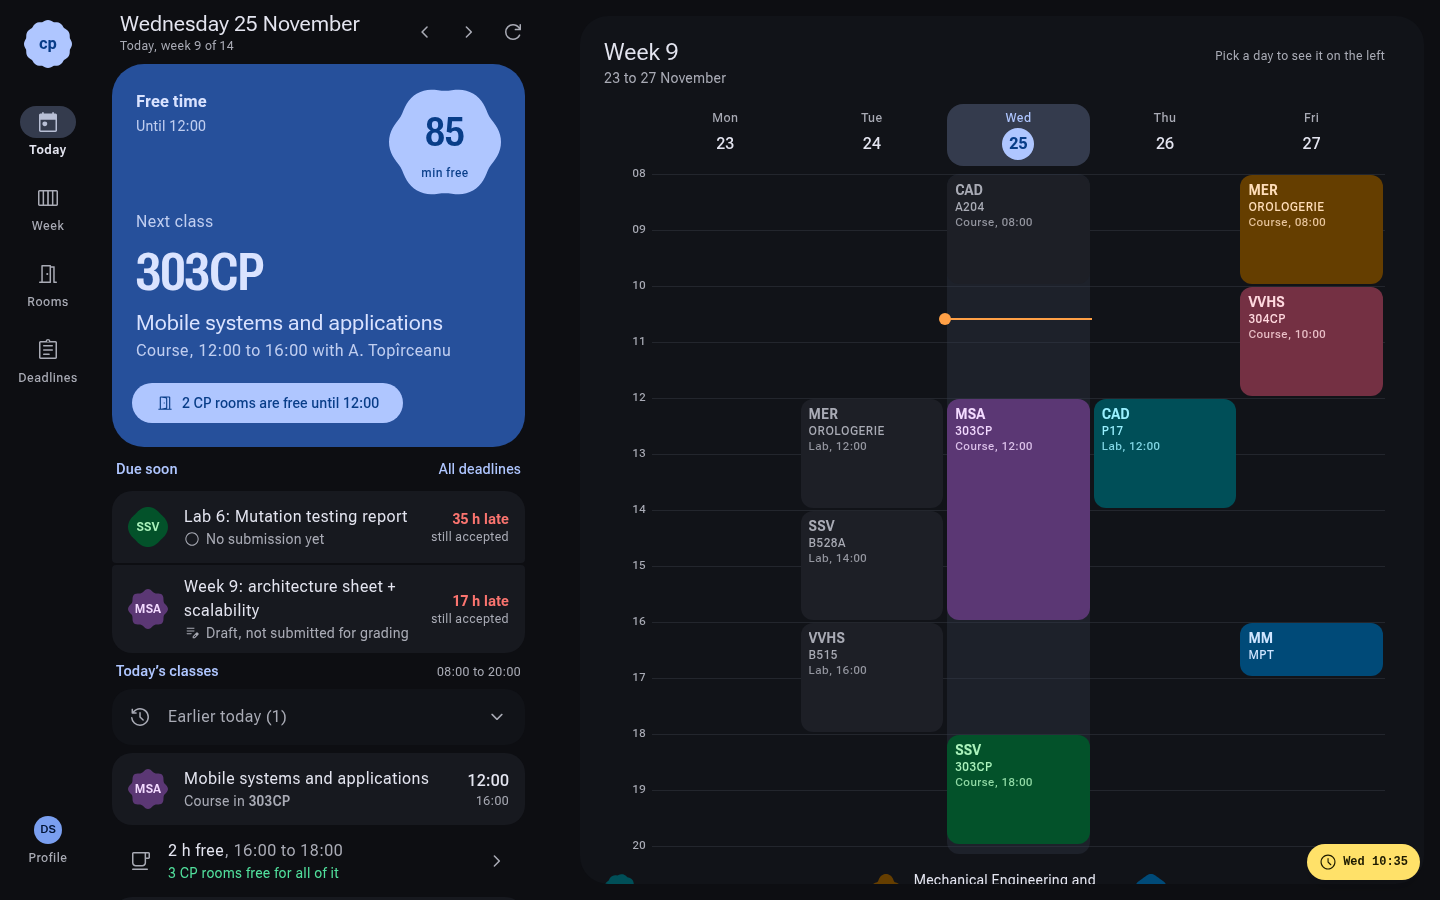 cp
Today
Week
Rooms
Deadlines
DS
Profile
Wednesday 25 November
Today, week 9 of 14
Free time
Until 12:00
85
min free
Next class
303CP
Mobile systems and applications
Course, 12:00 to 16:00 with A. Topîrceanu
2 CP rooms are free until 12:00
Due soon
All deadlines
SSV
Lab 6: Mutation testing report
No submission yet
35 h late
still accepted
MSA
Week 9: architecture sheet +
scalability
Draft, not submitted for grading
17 h late
still accepted
Today’s classes
08:00 to 20:00
Earlier today (1)
MSA
Mobile systems and applications
Course in 303CP
12:00
16:00
2 h free, 16:00 to 18:00
3 CP rooms free for all of it
Week 9
23 to 27 November
Pick a day to see it on the left
Mon
23
Tue
24
Wed
25
Thu
26
Fri
27
08
09
10
11
12
13
14
15
16
17
18
19
20
MER
OROLOGERIE
Lab, 12:00
SSV
B528A
Lab, 14:00
VVHS
B515
Lab, 16:00
CAD
A204
Course, 08:00
MSA
303CP
Course, 12:00
SSV
303CP
Course, 18:00
CAD
P17
Lab, 12:00
MER
OROLOGERIE
Course, 08:00
VVHS
304CP
Course, 10:00
MM
MPT
Mechanical Engineering and
Wed 10:35